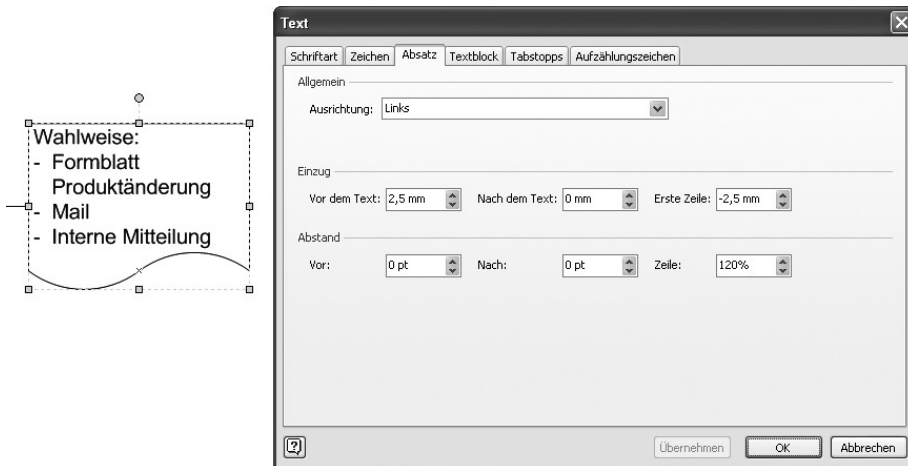 Text
Schriftart Zeichen Absatz Textblock Tabstopps Aufzählungszeichen
Allgemein
Ausrichtung: Links
Einzug
Vor dem Text: 2,5 mm Nach dem Text: 0 mm Erste Zeile: -2,5 mm
Abstand
Vor: 0 pt Nach: 0 pt Zeile: 120%
Übernehmen OK Abbrechen
Wahlweise:
- Formblatt
Produktänderung
- Mail
- Interne Mitteilung